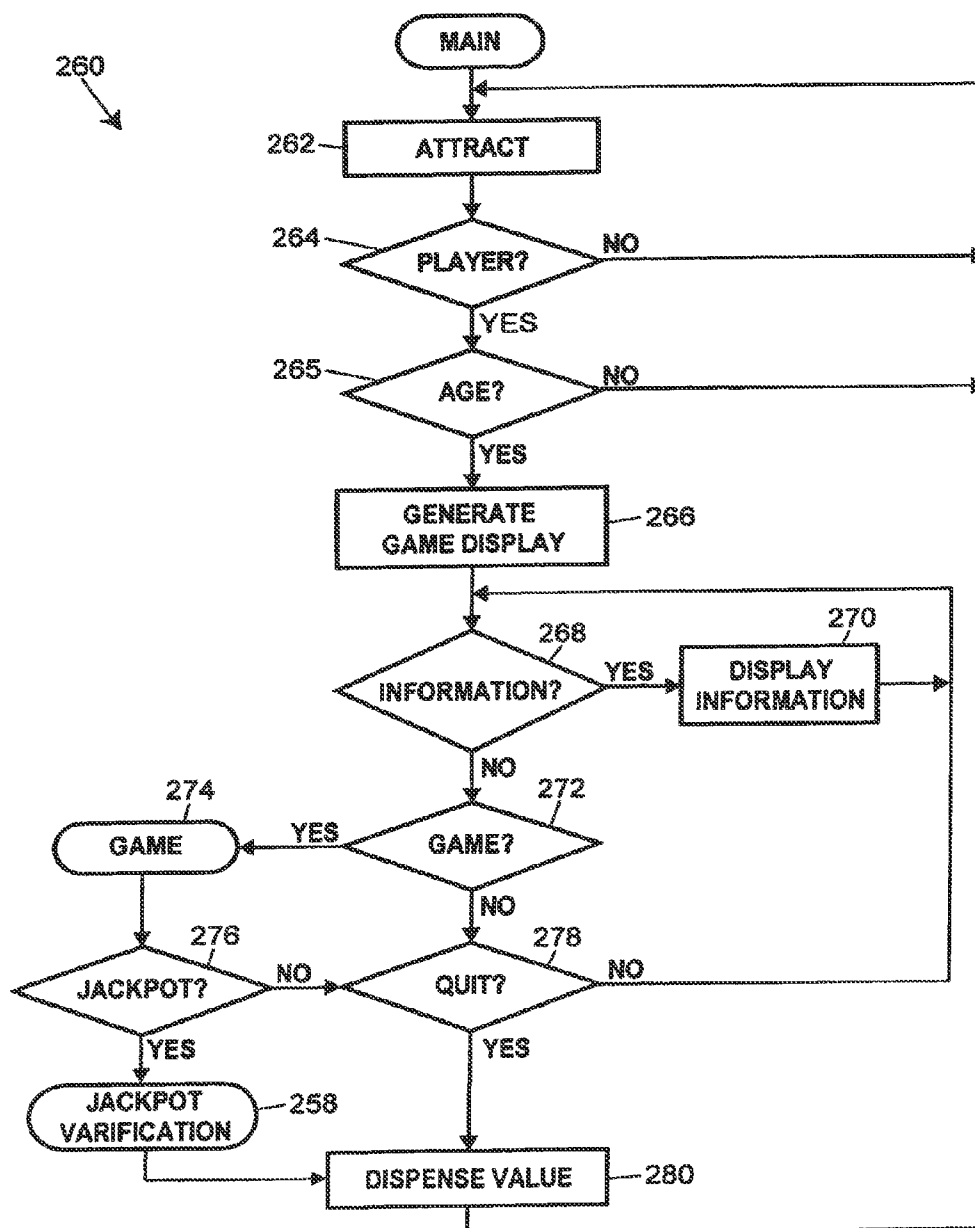 MAIN
260
262
ATTRACT
264
PLAYER?
NO
YES
265
AGE?
NO
YES
GENERATE
GAME DISPLAY
266
268
INFORMATION?
YES
270
DISPLAY
INFORMATION
NO
272
GAME?
YES
274
GAME
NO
276
JACKPOT?
NO
278
QUIT?
NO
YES
YES
JACKPOT
VARIFICATION
258
DISPENSE VALUE
280